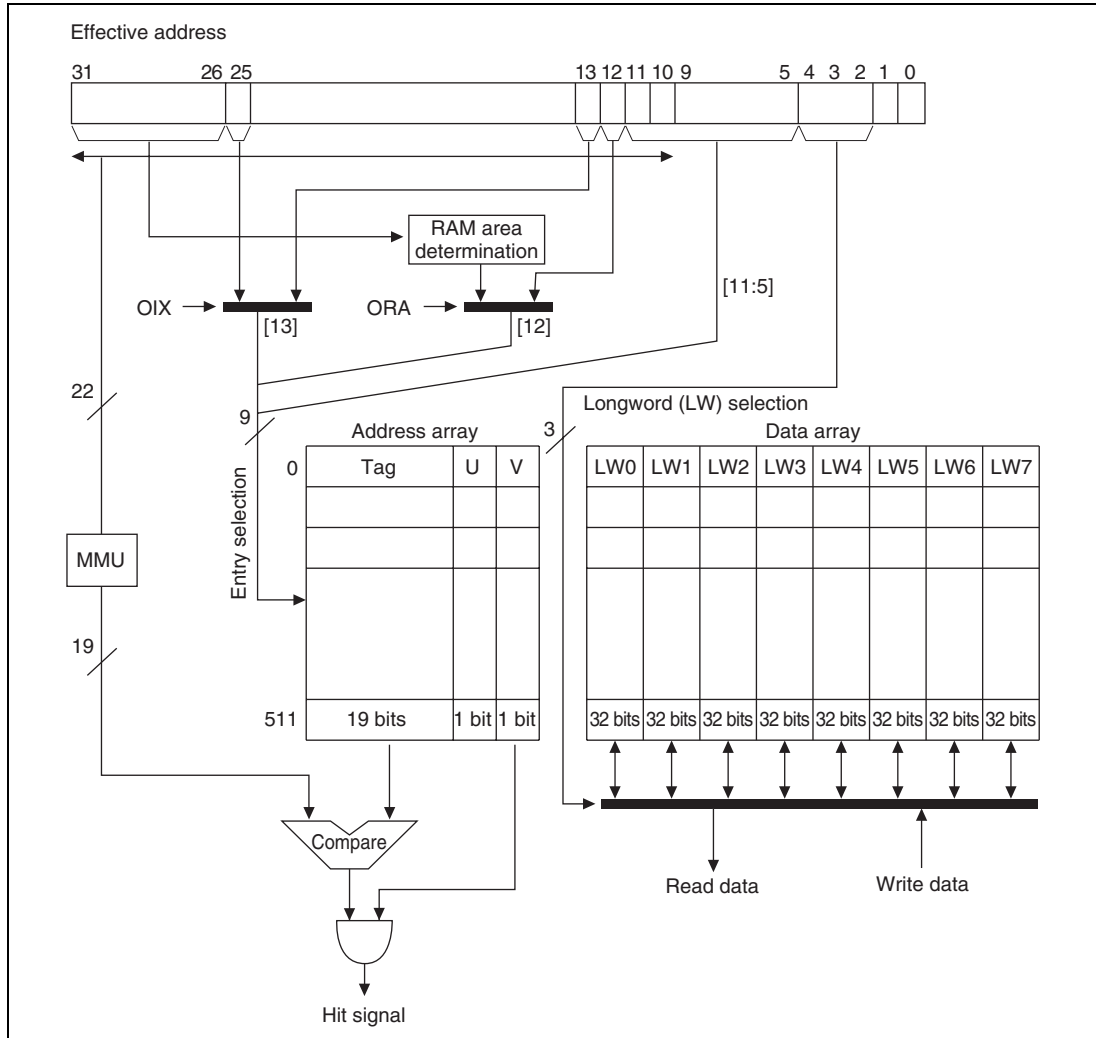 Effective address
31 26 25 13 12 11 10 9 5 4 3 2 1 0
RAM area
determination
[11:5]
OIX
ORA
[13]
[12]
22
Longword (LW) selection
9
3
Address array
Data array
0
Tag U V
LW0 LW1 LW2 LW3 LW4 LW5 LW6 LW7
Entry selection
MMU
19
511
19 bits 1 bit 1 bit
32 bits 32 bits 32 bits 32 bits 32 bits 32 bits 32 bits 32 bits
Compare
Read data
Write data
Hit signal